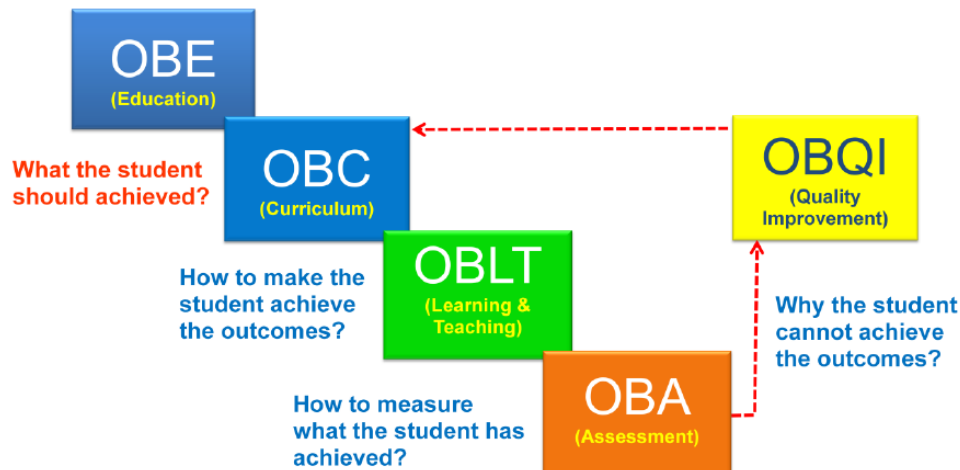 OBE
(Education)
What the student
should achieved?
OBC
(Curriculum)
How to make the
student achieve
the outcomes?
OBLT
(Learning &
Teaching)
How to measure
what the student has
achieved?
OBA
(Assessment)
OBQI
(Quality
Improvement)
Why the student
cannot achieve
the outcomes?